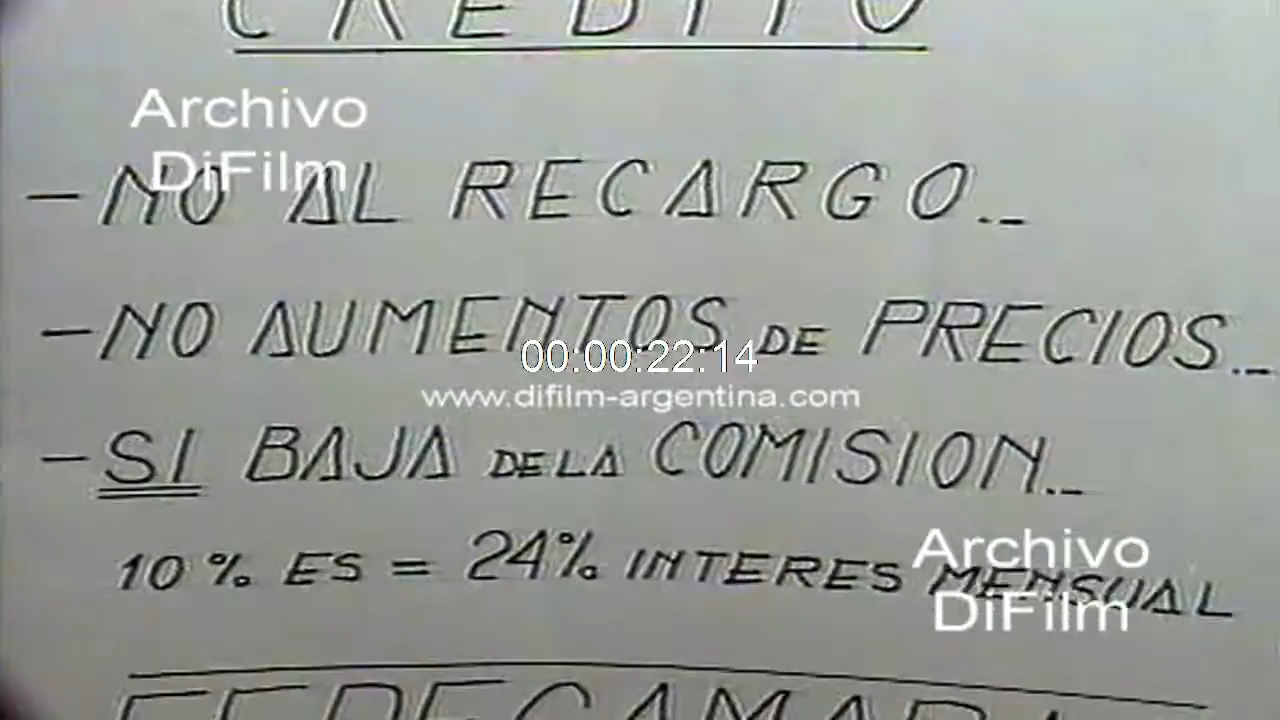 CREDITO
Archivo
DiFilm
- NO AL RECARGO._
- NO AUMENTOS DE PRECIOS._
00:00:22:14
www.difilm-argentina.com
- SI BAJA DE LA COMISION._
10% ES = 24% INTERES MENSUAL
Archivo
DiFilm